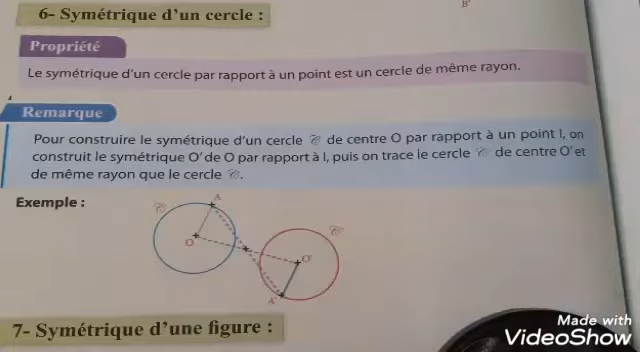 B'
6- Symétrique d'un cercle :
Propriété
Le symétrique d'un cercle par rapport à un point est un cercle de même rayon.
Remarque
Pour construire le symétrique d'un cercle 𝒞 de centre O par rapport à un point I, on
construit le symétrique O' de O par rapport à I, puis on trace le cercle 𝒞' de centre O' et
de même rayon que le cercle 𝒞.
Exemple :
𝒞
A
O
𝒞'
O'
A'
7- Symétrique d'une figure :
Made with
VideoShow